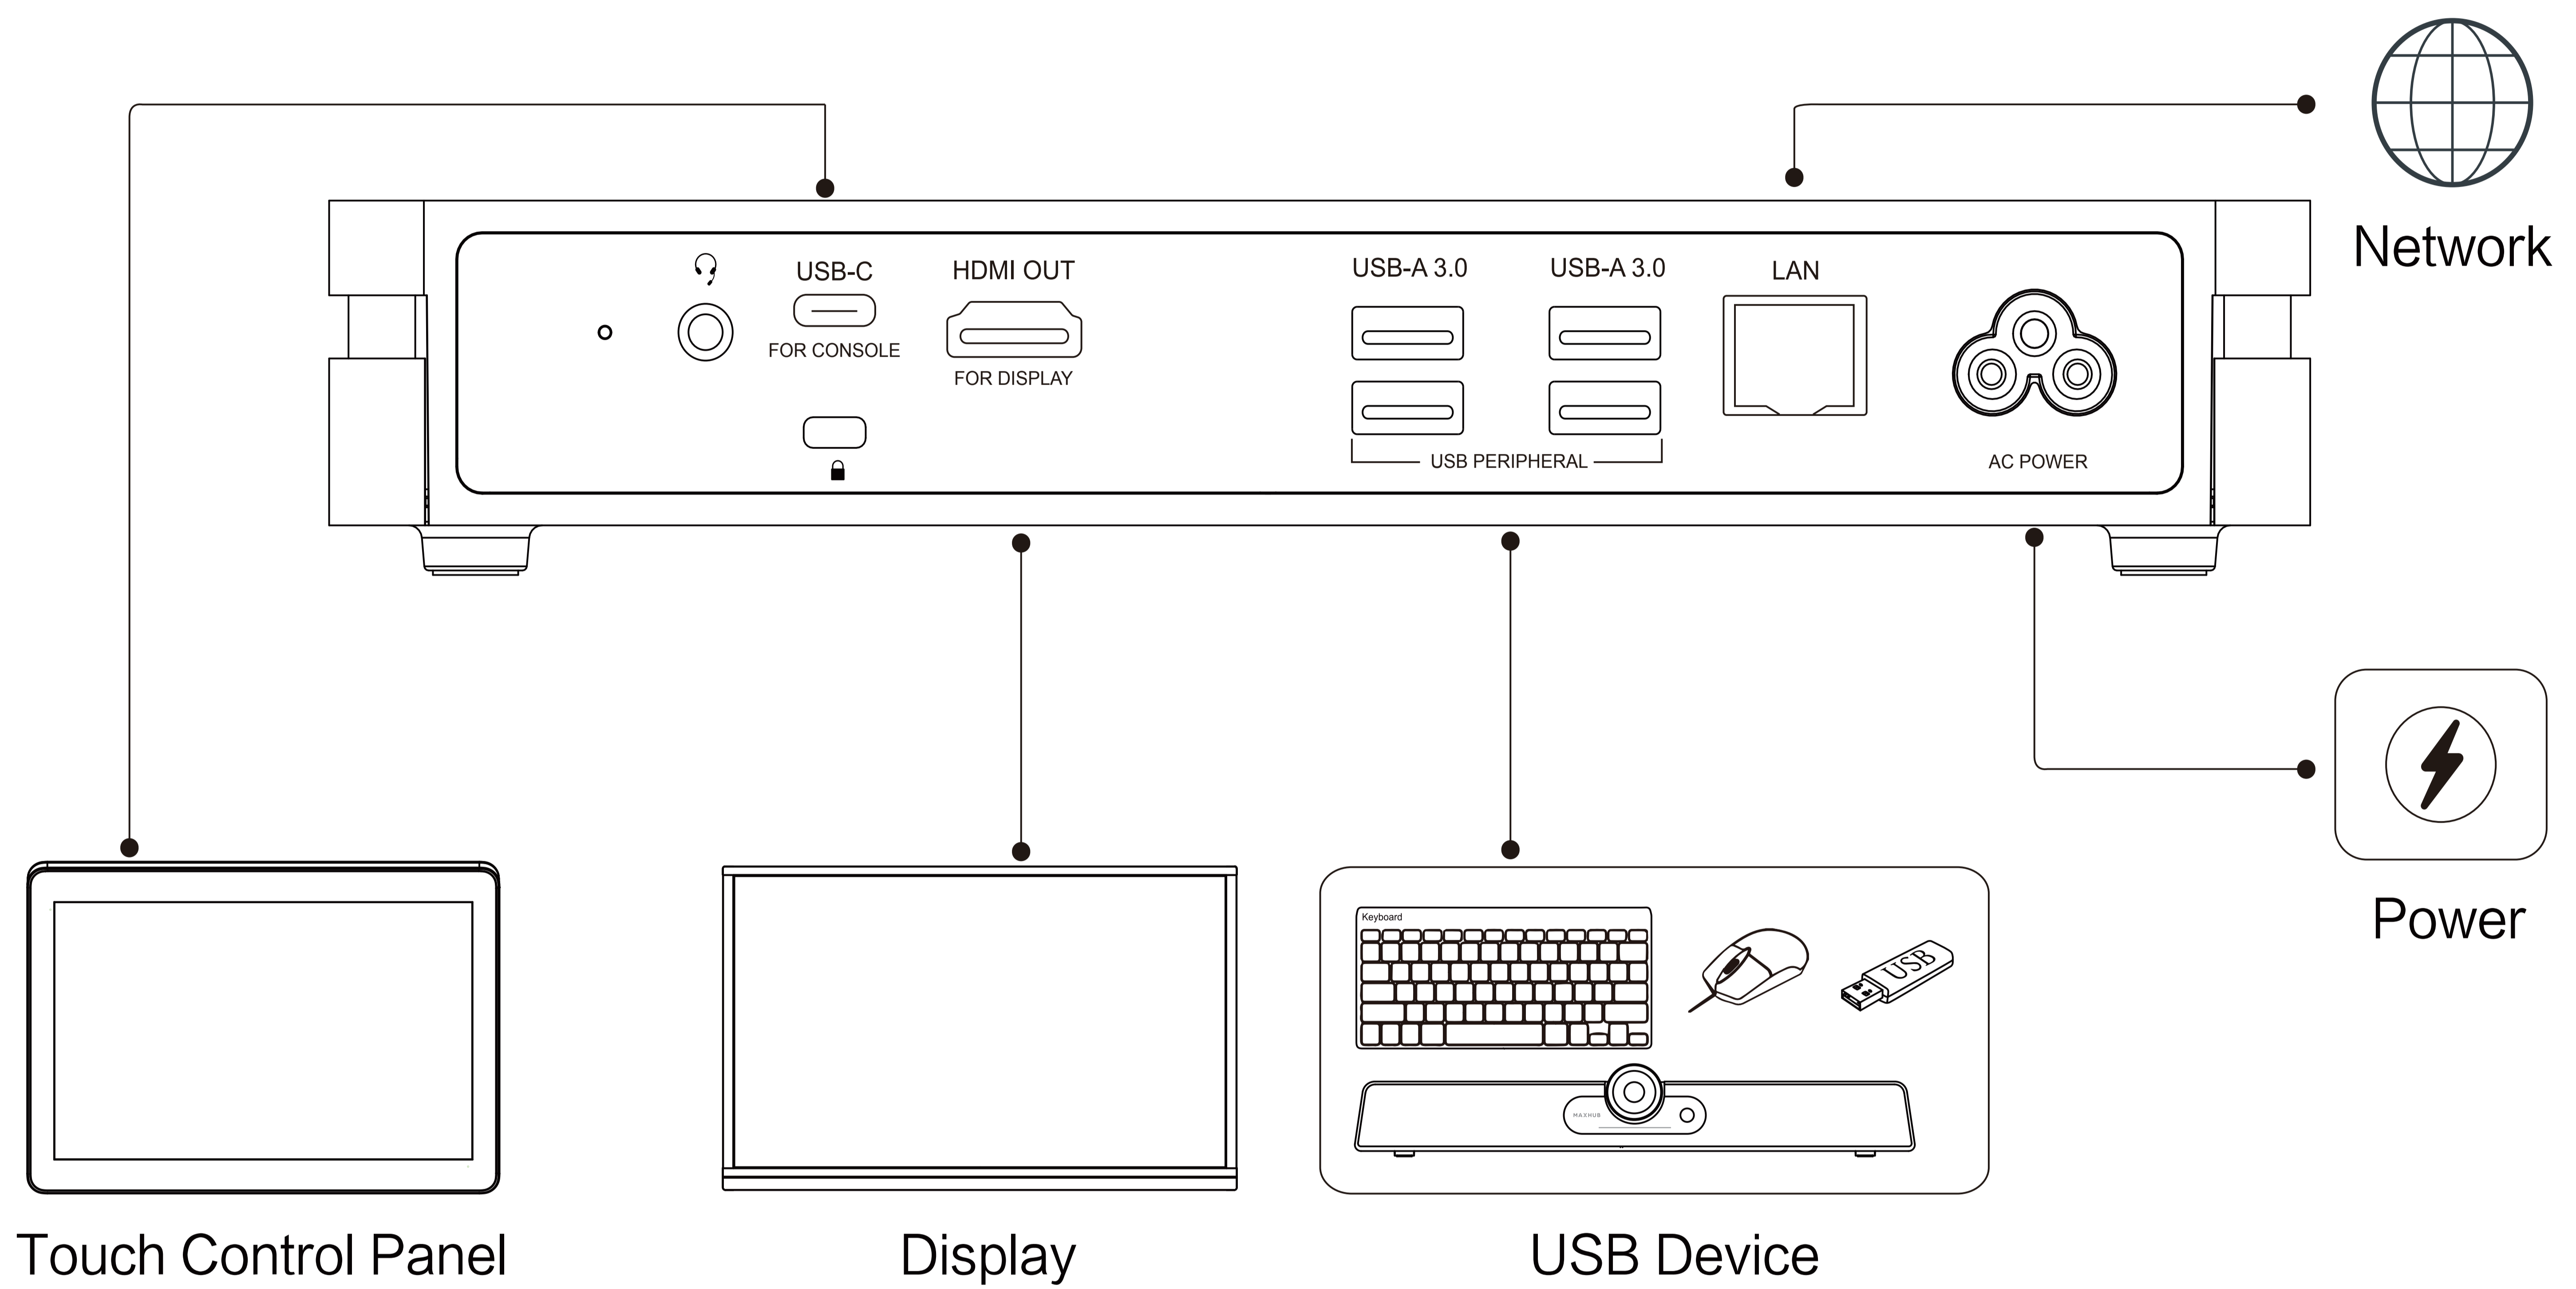 Network
USB-C
HDMI OUT
USB-A 3.0
USB-A 3.0
LAN
FOR CONSOLE
FOR DISPLAY
USB PERIPHERAL
AC POWER
Keyboard
USB
MAXHUB
Power
Touch Control Panel
Display
USB Device